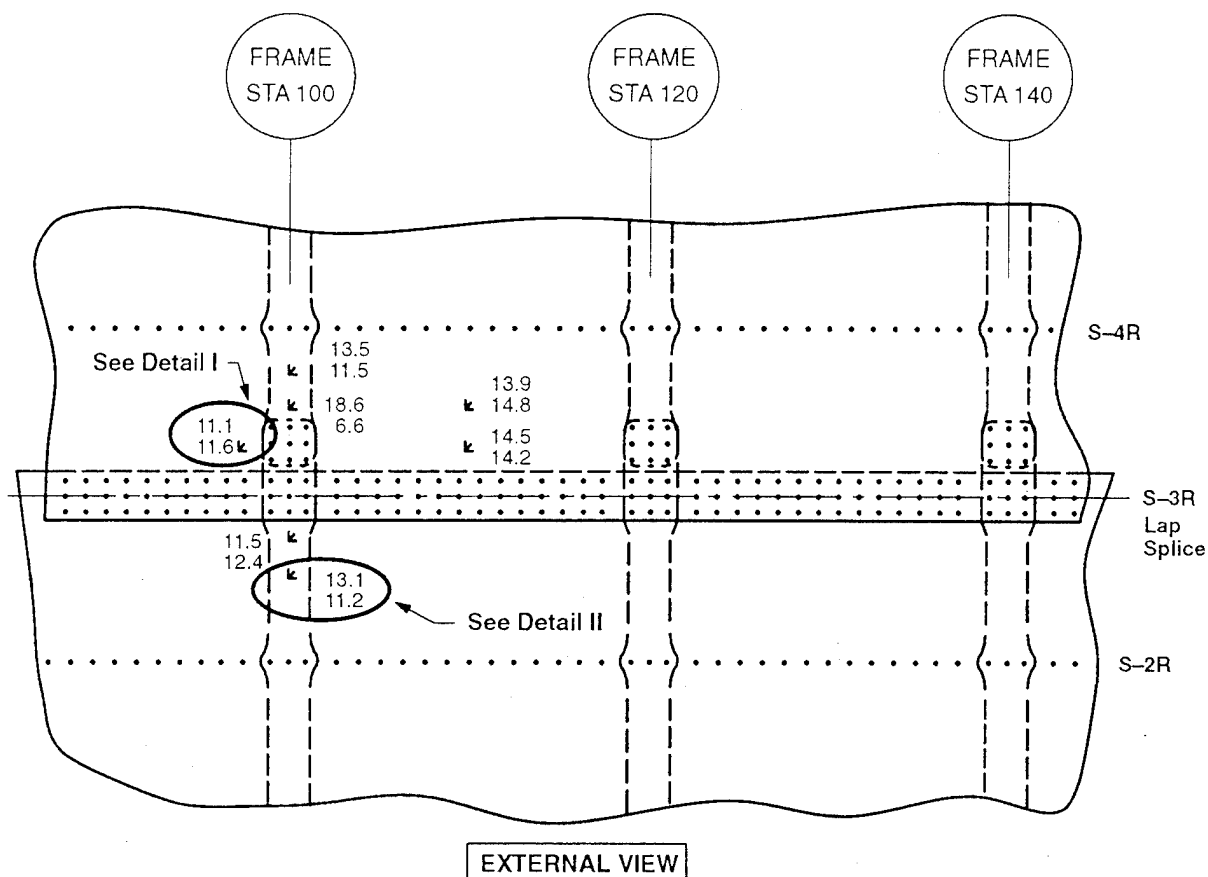 FRAME
STA 100
FRAME
STA 120
FRAME
STA 140
S–4R
See Detail I
13.5
11.5
13.9
14.8
18.6
6.6
11.1
11.6
14.5
14.2
S–3R
Lap
Splice
11.5
12.4
13.1
11.2
See Detail II
S–2R
EXTERNAL VIEW